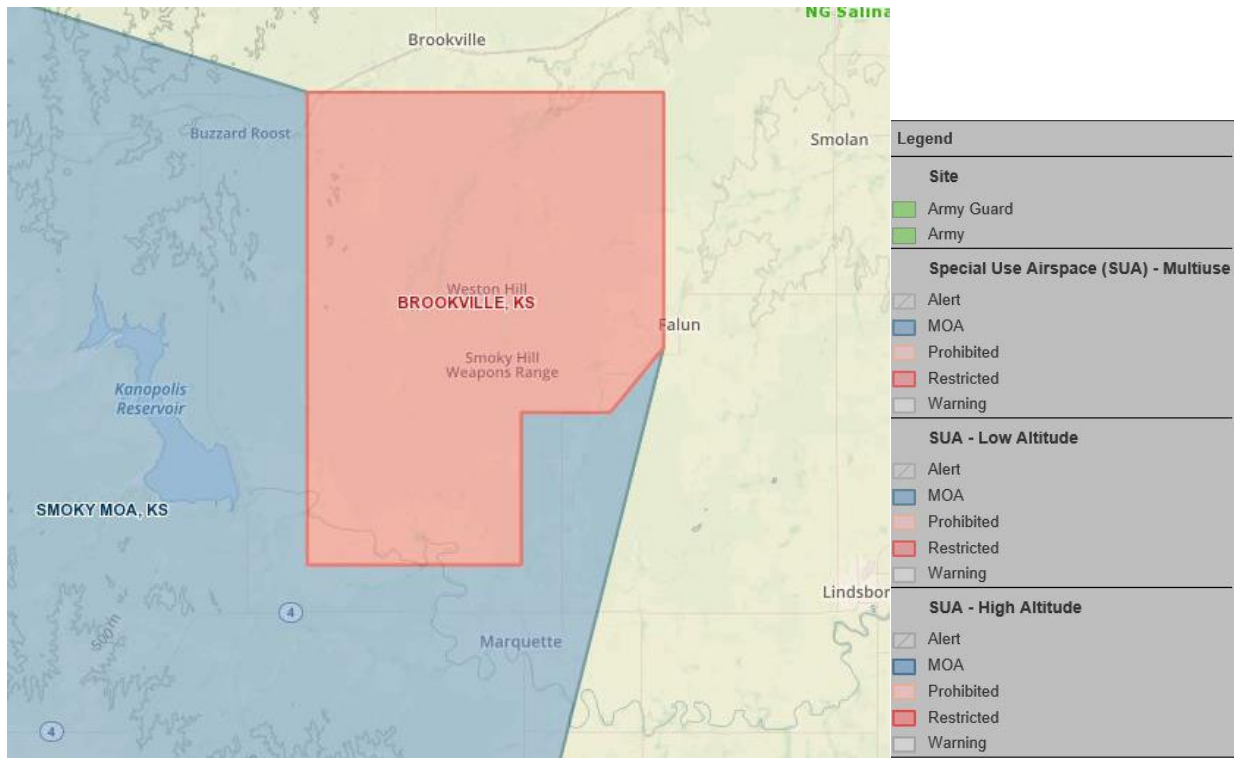 NG Salina
Brookville
Buzzard Roost
Smolan
Weston Hill
BROOKVILLE, KS
Falun
Smoky Hill
Weapons Range
Kanopolis
Reservoir
SMOKY MOA, KS
Lindsbor
4
500m
Marquette
4
Legend
Site
Army Guard
Army
Special Use Airspace (SUA) - Multiuse
Alert
MOA
Prohibited
Restricted
Warning
SUA - Low Altitude
Alert
MOA
Prohibited
Restricted
Warning
SUA - High Altitude
Alert
MOA
Prohibited
Restricted
Warning